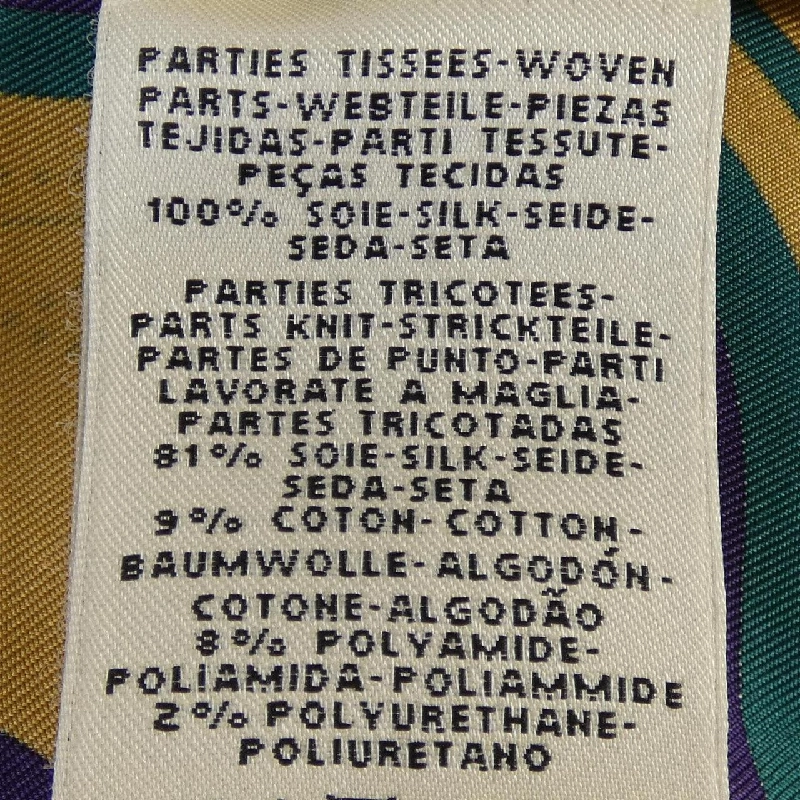 PARTIES TISSEES-WOVEN
PARTS-WEBTEILE-PIEZAS
TEJIDAS-PARTI TESSUTE-
PEÇAS TECIDAS
100% SOIE-SILK-SEIDE-
SEDA-SETA
PARTIES TRICOTEES-
PARTS KNIT-STRICKTEILE-
PARTES DE PUNTO-PARTI
LAVORATE A MAGLIA-
PARTES TRICOTADAS
81% SOIE-SILK-SEIDE-
SEDA-SETA
9% COTON-COTTON-
BAUMWOLLE-ALGODÓN-
COTONE-ALGODÃO
8% POLYAMIDE-
POLIAMIDA-POLIAMMIDE
2% POLYURETHANE-
POLIURETANO